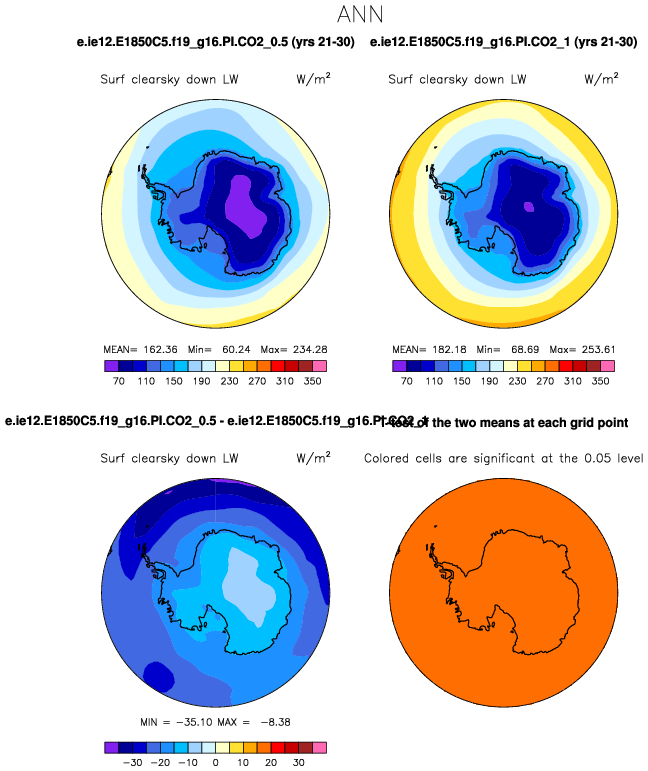 ANN
e.ie12.E1850C5.f19_g16.PI.CO2_0.5 (yrs 21-30)
e.ie12.E1850C5.f19_g16.PI.CO2_1 (yrs 21-30)
Surf clearsky down LW W/m²
Surf clearsky down LW W/m²
MEAN= 162.36 Min= 60.24 Max= 234.28
70 110 150 190 230 270 310 350
MEAN= 182.18 Min= 68.69 Max= 253.61
70 110 150 190 230 270 310 350
e.ie12.E1850C5.f19_g16.PI.CO2_0.5 - e.ie12.E1850C5.f19_g16.PI.CO2_1
T-test of the two means at each grid point
Surf clearsky down LW W/m²
Colored cells are significant at the 0.05 level
MIN = −35.10 MAX = −8.38
−30 −20 −10 0 10 20 30